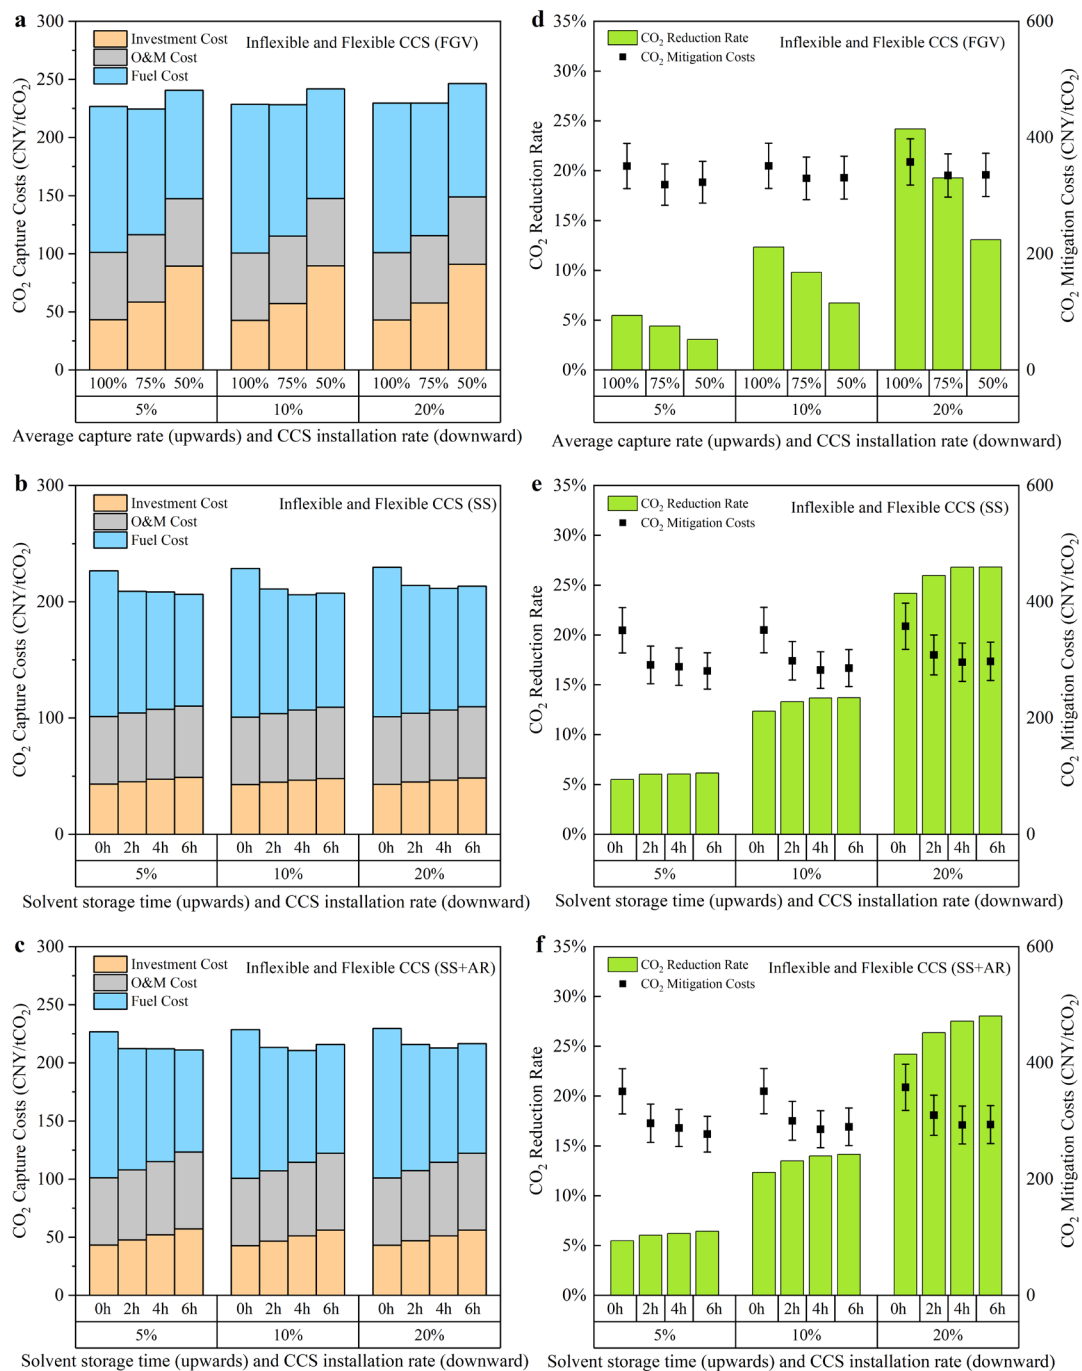 a
300
250
200
150
100
50
0
CO2 Capture Costs (CNY/tCO2)
Investment Cost
O&M Cost
Fuel Cost
Inflexible and Flexible CCS (FGV)
100% 75% 50% 100% 75% 50% 100% 75% 50%
5% 10% 20%
Average capture rate (upwards) and CCS installation rate (downward)
d
35%
30%
25%
20%
15%
10%
5%
0%
CO2 Reduction Rate
CO2 Reduction Rate
CO2 Mitigation Costs
Inflexible and Flexible CCS (FGV)
600
400
200
0
CO2 Mitigation Costs (CNY/tCO2)
100% 75% 50% 100% 75% 50% 100% 75% 50%
5% 10% 20%
Average capture rate (upwards) and CCS installation rate (downward)
b
300
200
100
0
CO2 Capture Costs (CNY/tCO2)
Investment Cost
O&M Cost
Fuel Cost
Inflexible and Flexible CCS (SS)
0h 2h 4h 6h 0h 2h 4h 6h 0h 2h 4h 6h
5% 10% 20%
Solvent storage time (upwards) and CCS installation rate (downward)
e
35%
30%
25%
20%
15%
10%
5%
0%
CO2 Reduction Rate
CO2 Reduction Rate
CO2 Mitigation Costs
Inflexible and Flexible CCS (SS)
600
400
200
0
CO2 Mitigation Costs (CNY/tCO2)
0h 2h 4h 6h 0h 2h 4h 6h 0h 2h 4h 6h
5% 10% 20%
Solvent storage time (upwards) and CCS installation rate (downward)
c
300
250
200
150
100
50
0
CO2 Capture Costs (CNY/tCO2)
Investment Cost
O&M Cost
Fuel Cost
Inflexible and Flexible CCS (SS+AR)
0h 2h 4h 6h 0h 2h 4h 6h 0h 2h 4h 6h
5% 10% 20%
Solvent storage time (upwards) and CCS installation rate (downward)
f
35%
30%
25%
20%
15%
10%
5%
0%
CO2 Reduction Rate
CO2 Reduction Rate
CO2 Mitigation Costs
Inflexible and Flexible CCS (SS+AR)
600
400
200
0
CO2 Mitigation Costs (CNY/tCO2)
0h 2h 4h 6h 0h 2h 4h 6h 0h 2h 4h 6h
5% 10% 20%
Solvent storage time (upwards) and CCS installation rate (downward)